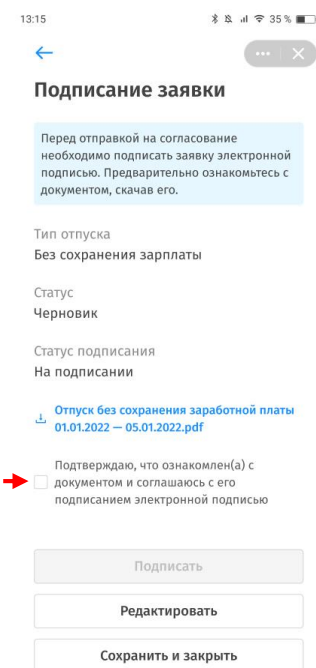 13:15
35 %
Подписание заявки
Перед отправкой на согласование
необходимо подписать заявку электронной
подписью. Предварительно ознакомьтесь с
документом, скачав его.
Тип отпуска
Без сохранения зарплаты
Статус
Черновик
Статус подписания
На подписании
Отпуск без сохранения заработной платы
01.01.2022 — 05.01.2022.pdf
Подтверждаю, что ознакомлен(а) с
документом и соглашаюсь с его
подписанием электронной подписью
Подписать
Редактировать
Сохранить и закрыть